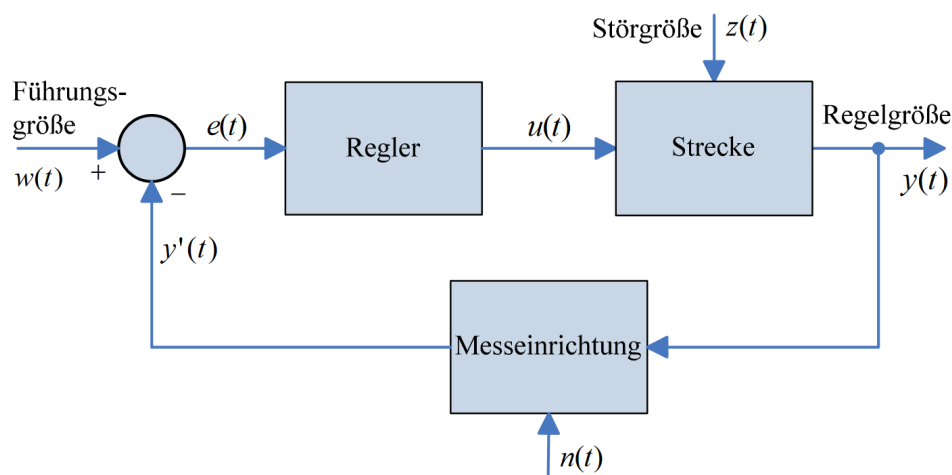 Störgröße
z(t)
Führungs-
größe
w(t)
+
−
e(t)
Regler
u(t)
Strecke
Regelgröße
y(t)
y'(t)
Messeinrichtung
n(t)